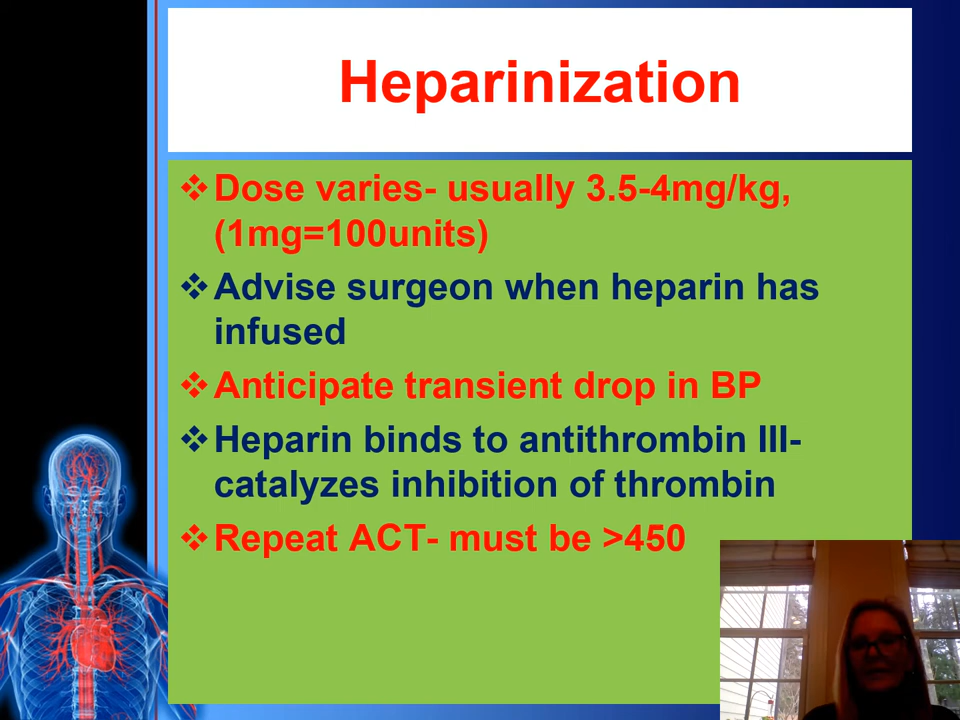 Heparinization
❖ Dose varies- usually 3.5-4mg/kg,
(1mg=100units)
❖ Advise surgeon when heparin has
infused
❖ Anticipate transient drop in BP
❖ Heparin binds to antithrombin III-
catalyzes inhibition of thrombin
❖ Repeat ACT- must be >450